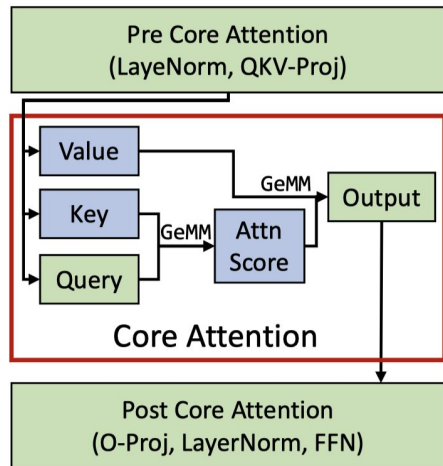 Pre Core Attention
(LayeNorm, QKV-Proj)
Value
GeMM
Output
Key
GeMM
Attn
Score
Query
Core Attention
Post Core Attention
(O-Proj, LayerNorm, FFN)